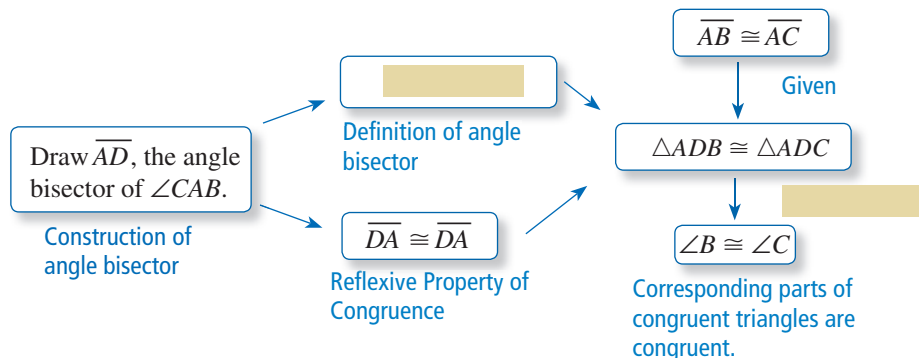 Draw AD, the angle
bisector of ∠CAB.
Construction of
angle bisector
Definition of angle
bisector
DA ≅ DA
Reflexive Property of
Congruence
AB ≅ AC
Given
△ADB ≅ △ADC
∠B ≅ ∠C
Corresponding parts of
congruent triangles are
congruent.